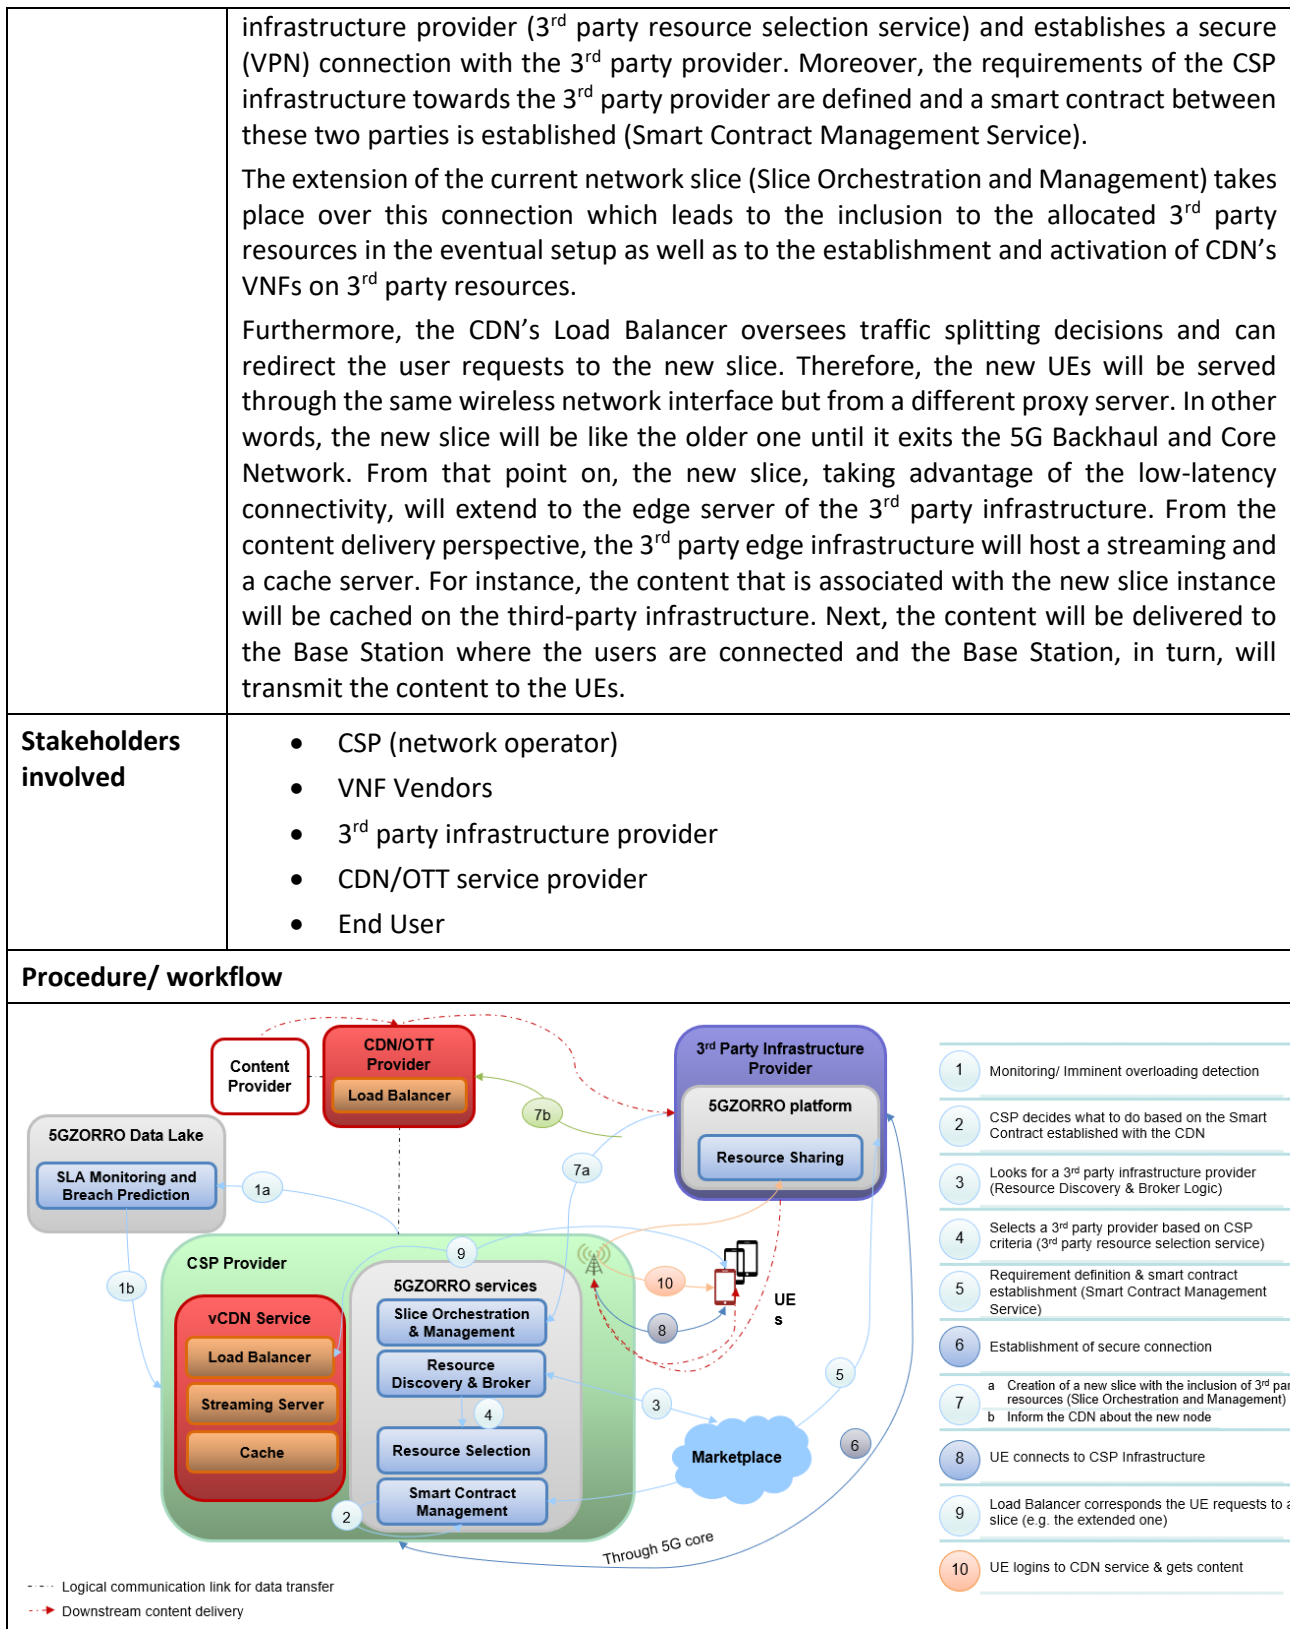 infrastructure provider (3rd party resource selection service) and establishes a secure
(VPN) connection with the 3rd party provider. Moreover, the requirements of the CSP
infrastructure towards the 3rd party provider are defined and a smart contract between
these two parties is established (Smart Contract Management Service).
The extension of the current network slice (Slice Orchestration and Management) takes
place over this connection which leads to the inclusion to the allocated 3rd party
resources in the eventual setup as well as to the establishment and activation of CDN’s
VNFs on 3rd party resources.
Furthermore, the CDN’s Load Balancer oversees traffic splitting decisions and can
redirect the user requests to the new slice. Therefore, the new UEs will be served
through the same wireless network interface but from a different proxy server. In other
words, the new slice will be like the older one until it exits the 5G Backhaul and Core
Network. From that point on, the new slice, taking advantage of the low-latency
connectivity, will extend to the edge server of the 3rd party infrastructure. From the
content delivery perspective, the 3rd party edge infrastructure will host a streaming and
a cache server. For instance, the content that is associated with the new slice instance
will be cached on the third-party infrastructure. Next, the content will be delivered to
the Base Station where the users are connected and the Base Station, in turn, will
transmit the content to the UEs.
Stakeholders
involved
• CSP (network operator)
• VNF Vendors
• 3rd party infrastructure provider
• CDN/OTT service provider
• End User
Procedure/ workflow
Content
Provider
CDN/OTT
Provider
Load Balancer
3rd Party Infrastructure
Provider
5GZORRO platform
Resource Sharing
5GZORRO Data Lake
SLA Monitoring and
Breach Prediction
1a
1b
7b
7a
CSP Provider
vCDN Service
Load Balancer
Streaming Server
Cache
5GZORRO services
Slice Orchestration
& Management
Resource
Discovery & Broker
4
Resource Selection
Smart Contract
Management
2
9
10
8
UE
s
3
5
6
Marketplace
Through 5G core
Logical communication link for data transfer
Downstream content delivery
1 Monitoring/ Imminent overloading detection
2 CSP decides what to do based on the Smart
Contract established with the CDN
3 Looks for a 3rd party infrastructure provider
(Resource Discovery & Broker Logic)
4 Selects a 3rd party provider based on CSP
criteria (3rd party resource selection service)
5 Requirement definition & smart contract
establishment (Smart Contract Management
Service)
6 Establishment of secure connection
7 a Creation of a new slice with the inclusion of 3rd par
resources (Slice Orchestration and Management)
b Inform the CDN about the new node
8 UE connects to CSP Infrastructure
9 Load Balancer corresponds the UE requests to a
slice (e.g. the extended one)
10 UE logins to CDN service & gets content